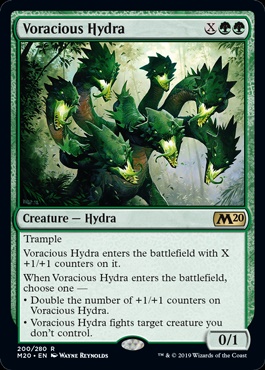 Voracious Hydra X
Creature — Hydra M20
Trample
Voracious Hydra enters the battlefield with X
+1/+1 counters on it.
When Voracious Hydra enters the battlefield,
choose one —
• Double the number of +1/+1 counters on
Voracious Hydra.
• Voracious Hydra fights target creature you
don't control.
0/1
200/280 R
M20 • EN WAYNE REYNOLDS ™ & © 2019 Wizards of the Coast